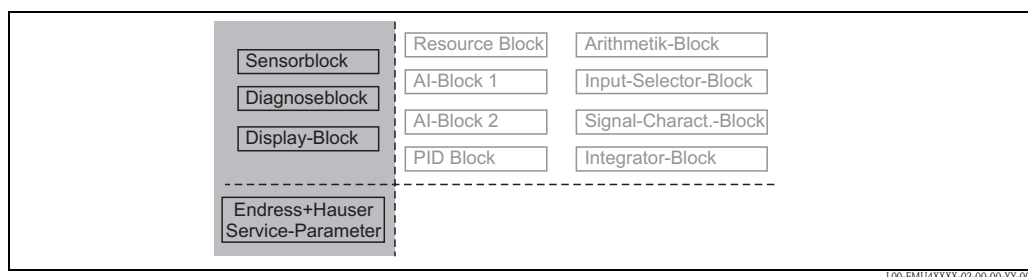 Sensorblock
Diagnoseblock
Display-Block
Endress+Hauser
Service-Parameter
Resource Block
AI-Block 1
AI-Block 2
PID Block
Arithmetik-Block
Input-Selector-Block
Signal-Charact.-Block
Integrator-Block